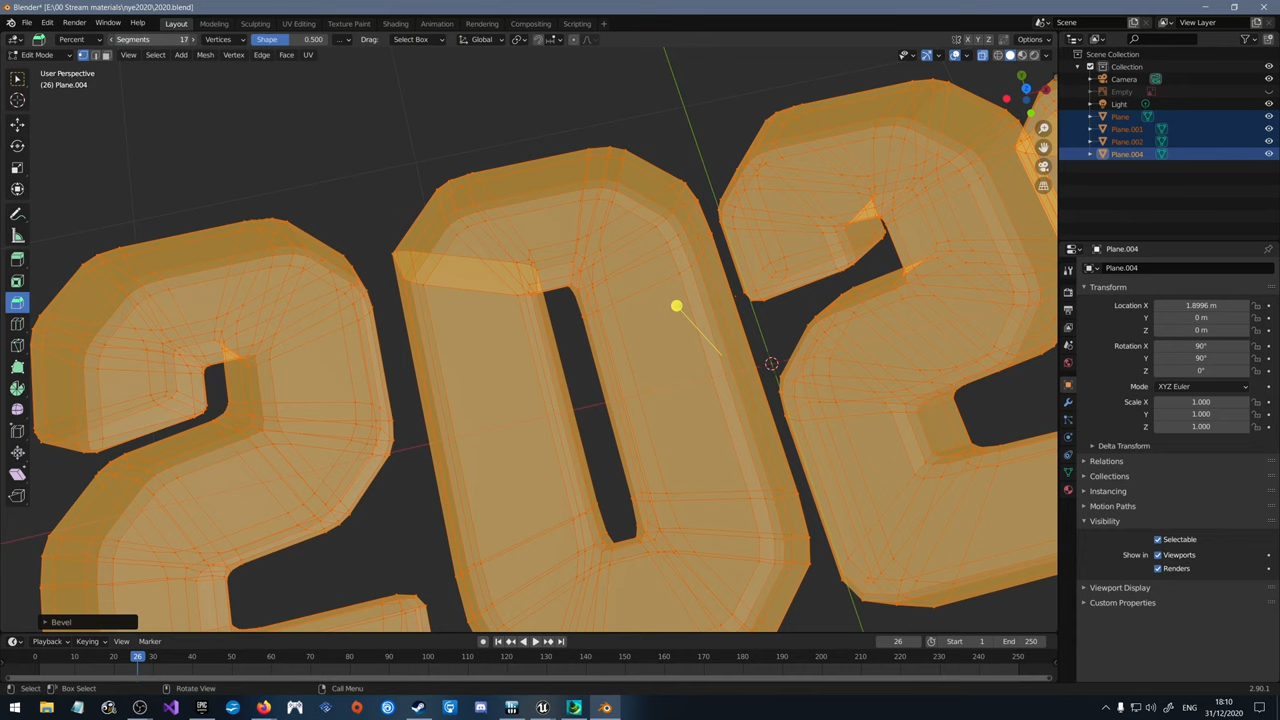 Blender* [E:\00 Stream materials\nye2020\2020.blend]
File Edit Render Window Help Layout Modeling Sculpting UV Editing Texture Paint Shading Animation Rendering Compositing Scripting + Scene View Layer
Percent Segments 17 Vertices Shape 0.500 ... Drag: Select Box Global X Y Z Options
Edit Mode View Select Add Mesh Vertex Edge Face UV
User Perspective
(26) Plane.004
Scene Collection
Collection
Camera
Empty
Light
Plane
Plane.001
Plane.002
Plane.004
Plane.004
Plane.004
Transform
Location X 1.8996 m
Y 0 m
Z 0 m
Rotation X 90°
Y 90°
Z 0°
Mode XYZ Euler
Scale X 1.000
Y 1.000
Z 1.000
Delta Transform
Relations
Collections
Instancing
Motion Paths
Visibility
Selectable
Show in Viewports
Renders
Viewport Display
Custom Properties
Bevel
Playback Keying View Marker 26 Start 1 End 250
0 26 30 40 50 60 70 80 90 100 110 120 130 140 150 160 170 180 190 200 210 220 230 240 250
Select Box Select Rotate View Call Menu 2.90.1
ENG 18:10
31/12/2020